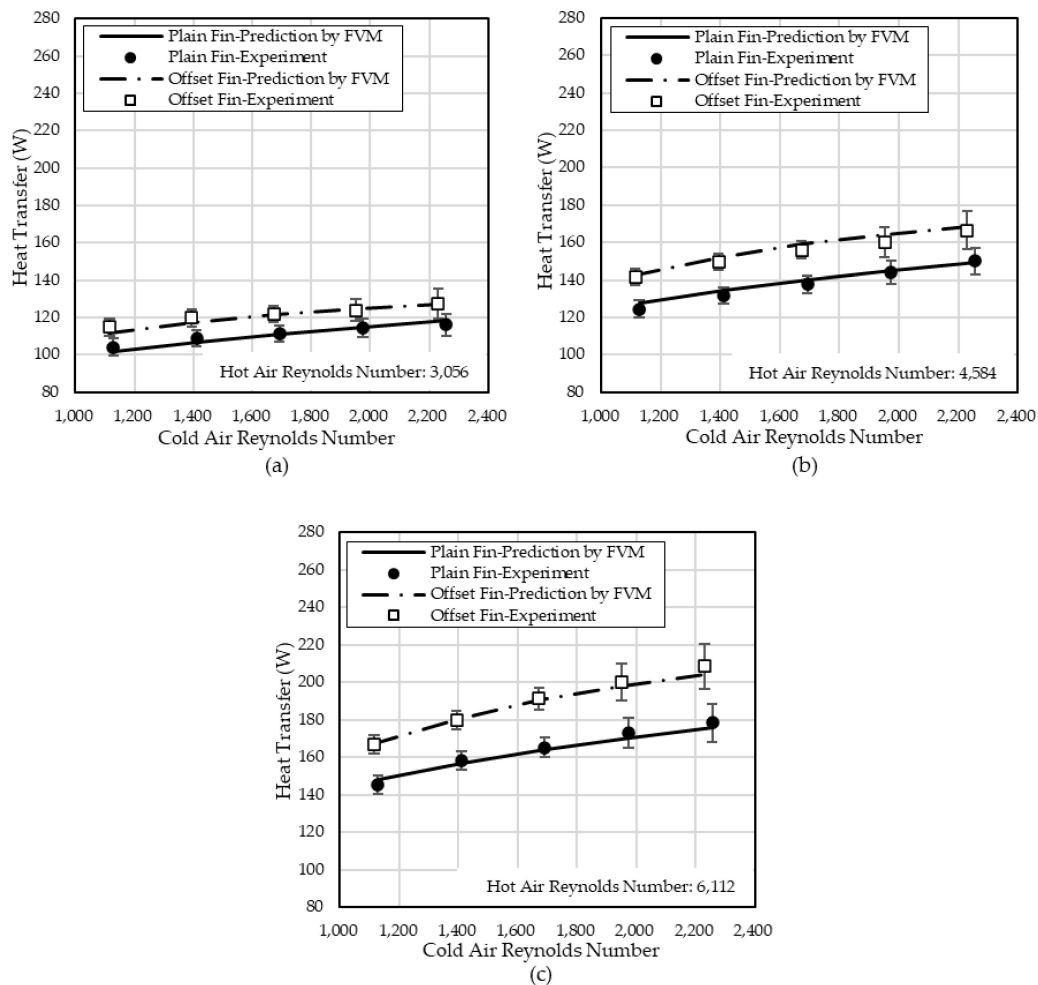 280
260
240
220
200
180
160
140
120
100
80
Heat Transfer (W)
Plain Fin-Prediction by FVM
Plain Fin-Experiment
Offset Fin-Prediction by FVM
Offset Fin-Experiment
Hot Air Reynolds Number: 3,056
1,000 1,200 1,400 1,600 1,800 2,000 2,200 2,400
Cold Air Reynolds Number
(a)
280
260
240
220
200
180
160
140
120
100
80
Heat Transfer (W)
Plain Fin-Prediction by FVM
Plain Fin-Experiment
Offset Fin-Prediction by FVM
Offset Fin-Experiment
Hot Air Reynolds Number: 4,584
1,000 1,200 1,400 1,600 1,800 2,000 2,200 2,400
Cold Air Reynolds Number
(b)
280
260
240
220
200
180
160
140
120
100
80
Heat Transfer (W)
Plain Fin-Prediction by FVM
Plain Fin-Experiment
Offset Fin-Prediction by FVM
Offset Fin-Experiment
Hot Air Reynolds Number: 6,112
1,000 1,200 1,400 1,600 1,800 2,000 2,200 2,400
Cold Air Reynolds Number
(c)